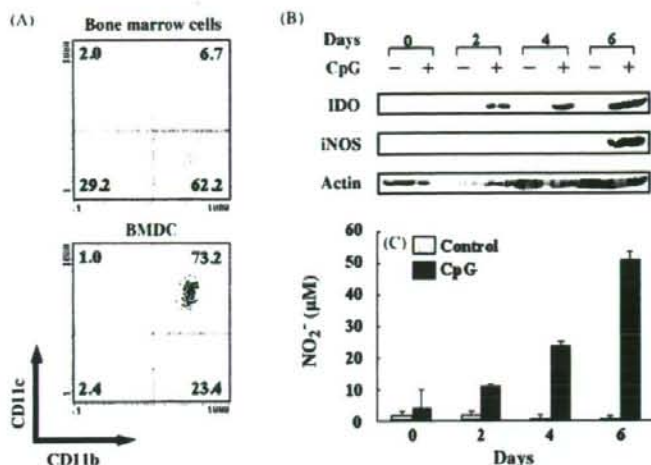 (A)
Bone marrow cells
1000
2.0 6.7
29.2 62.2
.1 1000
BMDC
1000
1.0 73.2
2.4 23.4
.1 1000
CD11c
CD11b
(B)
Days 0 2 4 6
CpG − + − + − + − +
IDO
iNOS
Actin
(C)
Control
CpG
NO₂⁻ (μM)
60
50
40
30
20
10
0
0 2 4 6
Days